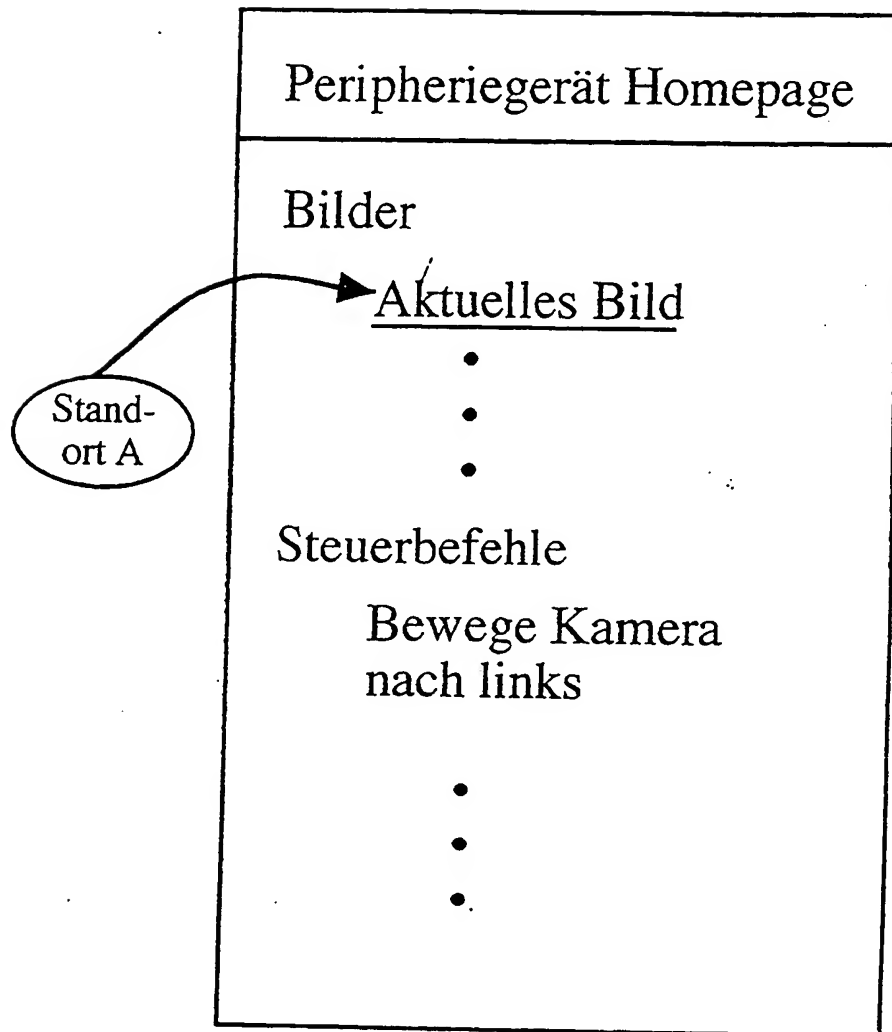 Peripheriegerät Homepage
Bilder
Aktuelles Bild
Stand-
ort A
Steuerbefehle
Bewege Kamera
nach links